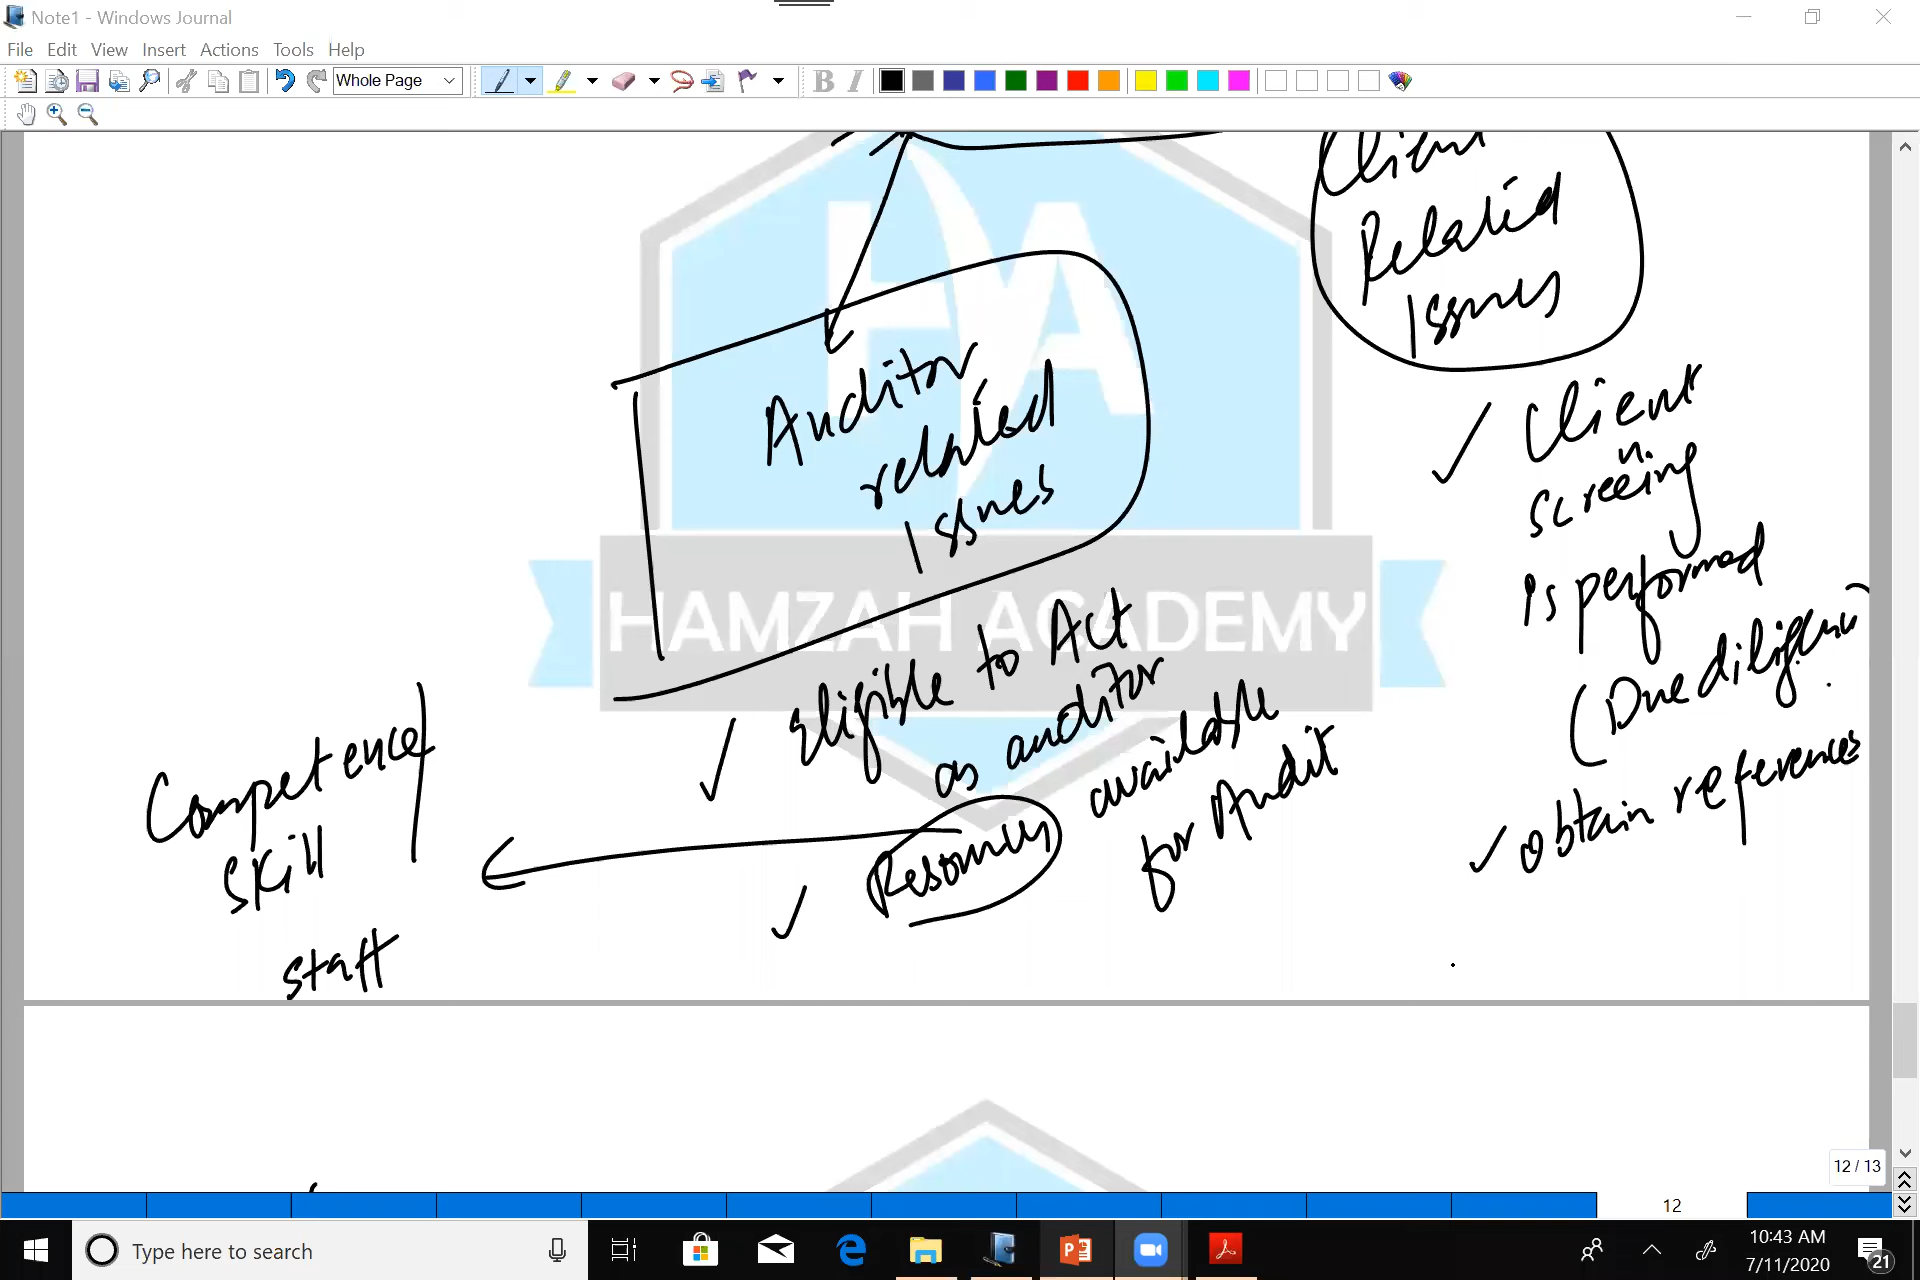 Note1 - Windows Journal
File Edit View Insert Actions Tools Help
Whole Page
B I
Client
Related
Issues
Auditor
related
Issues
HAMZAH ACADEMY
HA
✓ Client
screening
is performed
(Due diligence
✓ obtain references
✓ Eligible to Act
as auditor
✓ Resources available
for Audit
Competence
skill
staff
12 / 13
12
Type here to search
10:43 AM
7/11/2020
21